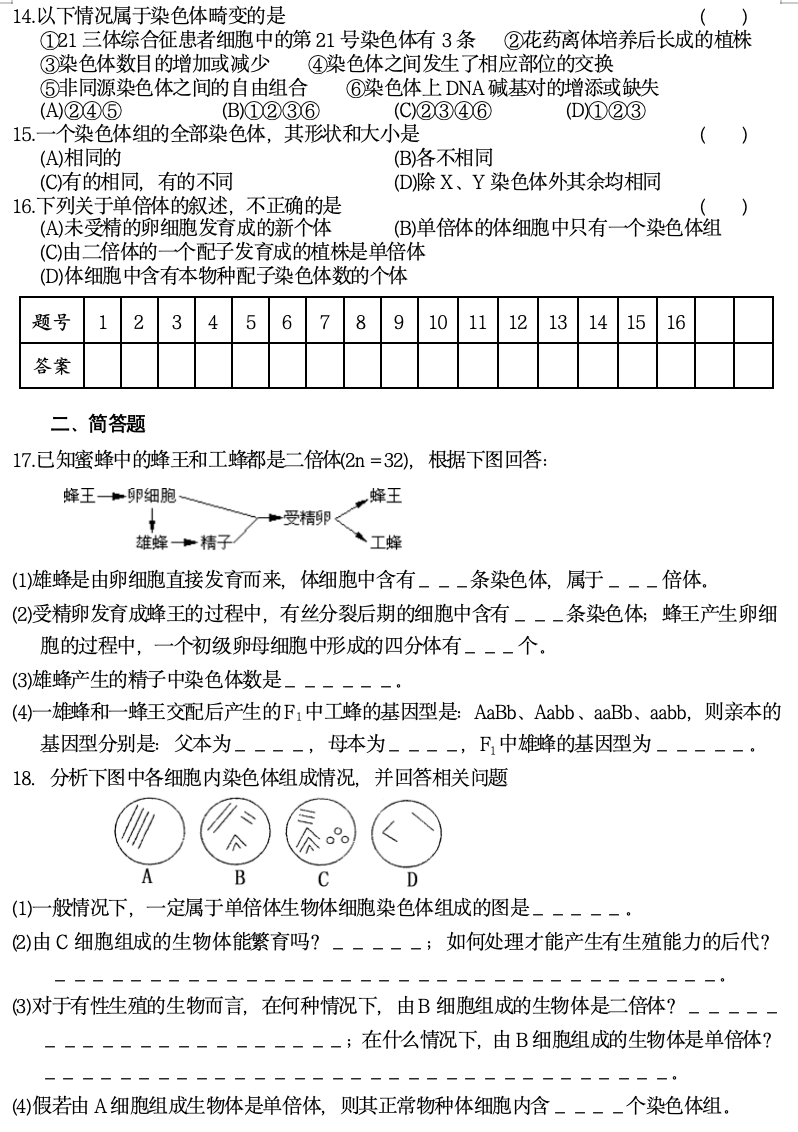 14.以下情况属于染色体畸变的是 (　　)
①21 三体综合征患者细胞中的第 21 号染色体有 3 条　②花药离体培养后长成的植株
③染色体数目的增加或减少　④染色体之间发生了相应部位的交换
⑤非同源染色体之间的自由组合　⑥染色体上 DNA 碱基对的增添或缺失
(A)②④⑤　(B)①②③⑥　(C)②③④⑥　(D)①②③
15.一个染色体组的全部染色体，其形状和大小是 (　　)
(A)相同的　(B)各不相同
(C)有的相同，有的不同　(D)除 X、Y 染色体外其余均相同
16.下列关于单倍体的叙述，不正确的是 (　　)
(A)未受精的卵细胞发育成的新个体　(B)单倍体的体细胞中只有一个染色体组
(C)由二倍体的一个配子发育成的植株是单倍体
(D)体细胞中含有本物种配子染色体数的个体
题号 1 2 3 4 5 6 7 8 9 10 11 12 13 14 15 16
答案
二、简答题
17.已知蜜蜂中的蜂王和工蜂都是二倍体(2n＝32)，根据下图回答：
蜂王 卵细胞 蜂王
受精卵
雄蜂 精子 工蜂
(1)雄蜂是由卵细胞直接发育而来，体细胞中含有＿＿＿条染色体，属于＿＿＿倍体。
(2)受精卵发育成蜂王的过程中，有丝分裂后期的细胞中含有＿＿＿条染色体；蜂王产生卵细
胞的过程中，一个初级卵母细胞中形成的四分体有＿＿＿个。
(3)雄蜂产生的精子中染色体数是＿＿＿＿＿＿。
(4)一雄蜂和一蜂王交配后产生的 F1 中工蜂的基因型是：AaBb、Aabb、aaBb、aabb，则亲本的
基因型分别是：父本为＿＿＿＿，母本为＿＿＿＿，F1 中雄蜂的基因型为＿＿＿＿＿。
18. 分析下图中各细胞内染色体组成情况，并回答相关问题
A B C D
(1)一般情况下，一定属于单倍体生物体细胞染色体组成的图是＿＿＿＿＿。
(2)由 C 细胞组成的生物体能繁育吗？＿＿＿＿＿；如何处理才能产生有生殖能力的后代？
＿＿＿＿＿＿＿＿＿＿＿＿＿＿＿＿＿＿＿＿＿＿＿＿＿＿＿＿＿＿＿＿＿＿＿。
(3)对于有性生殖的生物而言，在何种情况下，由 B 细胞组成的生物体是二倍体？＿＿＿＿＿
＿＿＿＿＿＿＿＿＿＿＿＿＿＿＿＿；在什么情况下，由 B 细胞组成的生物体是单倍体？
＿＿＿＿＿＿＿＿＿＿＿＿＿＿＿＿＿＿＿＿＿＿＿＿＿＿＿＿＿＿＿＿＿。
(4)假若由 A 细胞组成生物体是单倍体，则其正常物种体细胞内含＿＿＿＿个染色体组。